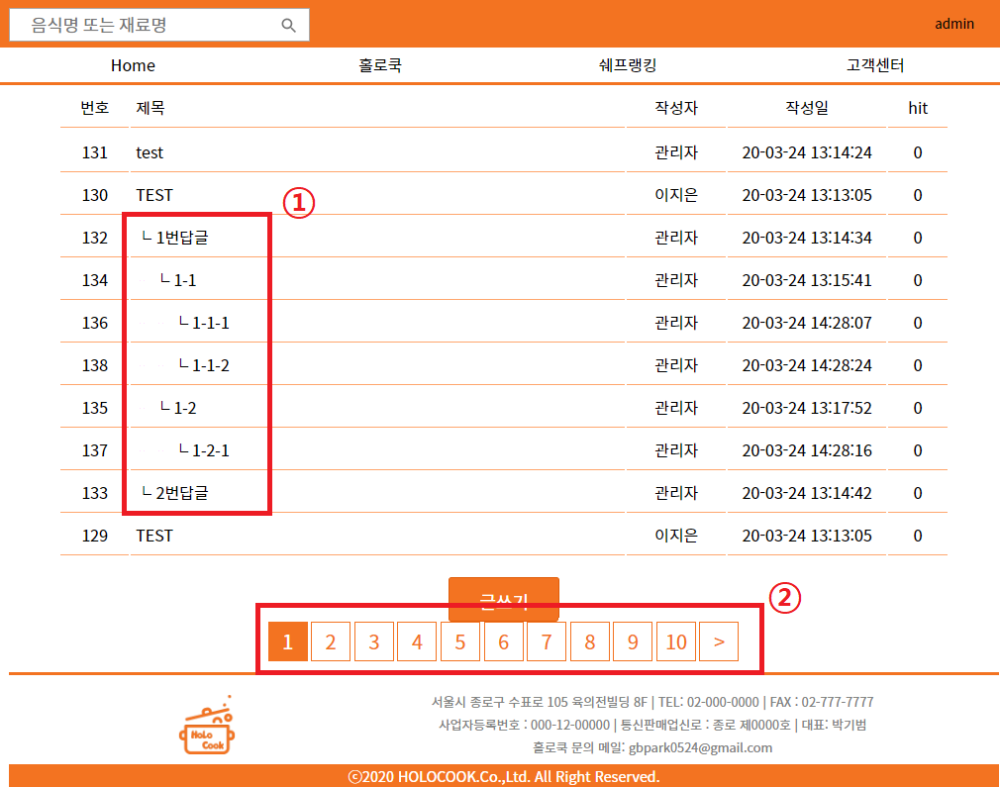 음식명 또는 재료명 admin
Home 홀로쿡 쉐프랭킹 고객센터
번호 제목 작성자 작성일 hit
131 test 관리자 20-03-24 13:14:24 0
130 TEST 이지은 20-03-24 13:13:05 0
①
132 ┗ 1번답글 관리자 20-03-24 13:14:34 0
134 ┗ 1-1 관리자 20-03-24 13:15:41 0
136 ┗ 1-1-1 관리자 20-03-24 14:28:07 0
138 ┗ 1-1-2 관리자 20-03-24 14:28:24 0
135 ┗ 1-2 관리자 20-03-24 13:17:52 0
137 ┗ 1-2-1 관리자 20-03-24 14:28:16 0
133 ┗ 2번답글 관리자 20-03-24 13:14:42 0
129 TEST 이지은 20-03-24 13:13:05 0
글쓰기
②
1 2 3 4 5 6 7 8 9 10 >
서울시 종로구 수표로 105 육의전빌딩 8F | TEL: 02-000-0000 | FAX : 02-777-7777
사업자등록번호 : 000-12-00000 | 통신판매업신로 : 종로 제0000호 | 대표: 박기범
홀로쿡 문의 메일: gbpark0524@gmail.com
HoLo
Cook
ⓒ2020 HOLOCOOK.Co.,Ltd. All Right Reserved.